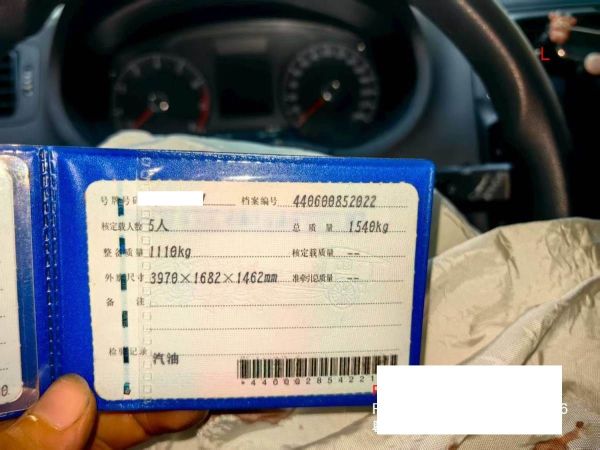 号牌号码 档案编号 440600852022
核定载人数 5人 总质量 1540kg
整备质量 1110kg 核定载质量 --
外廓尺寸 3970×1682×1462mm 准牵引总质量 --
备注
检验记录 汽油